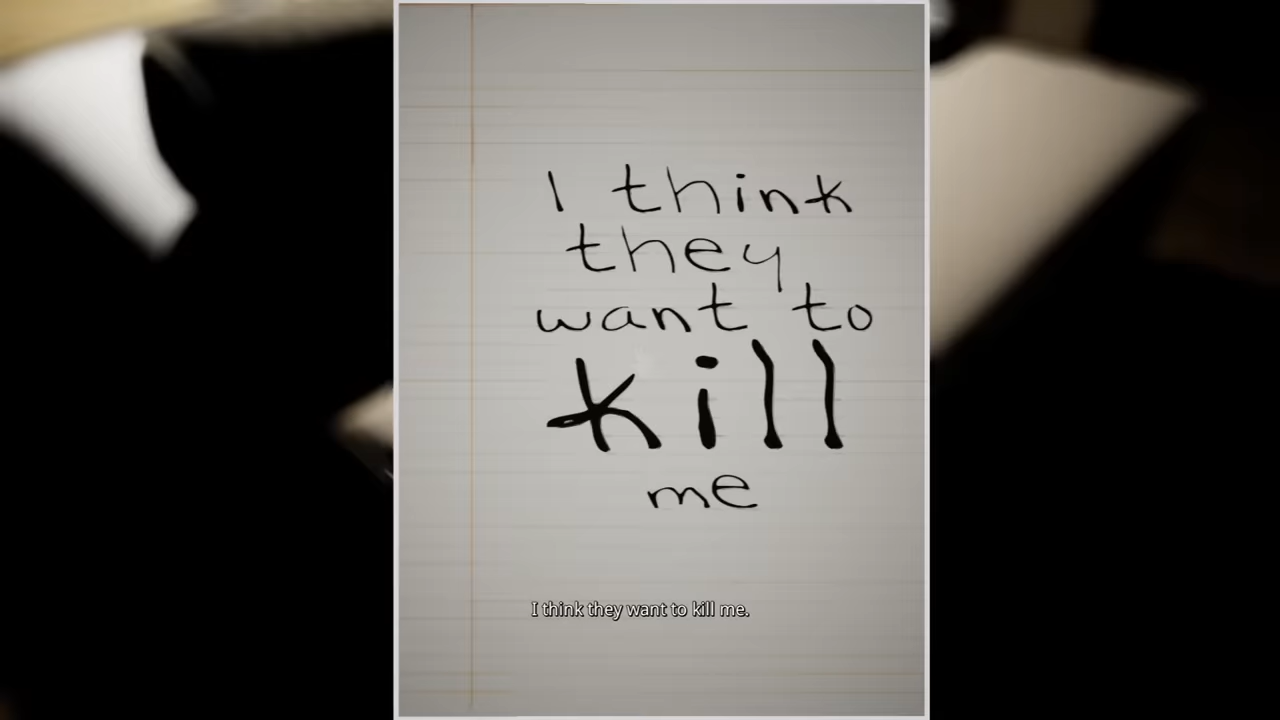 I think
they
want to
kill
me
I think they want to kill me.